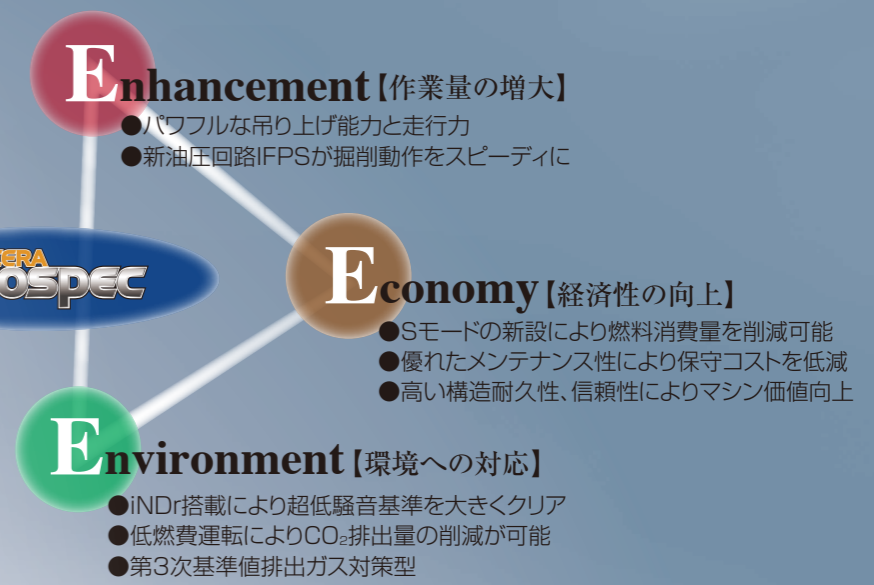 Enhancement【作業量の増大】
●パワフルな吊り上げ能力と走行力
●新油圧回路IFPSが掘削動作をスピーディに
ERA
OSPEC
Economy【経済性の向上】
●Sモードの新設により燃料消費量を削減可能
●優れたメンテナンス性により保守コストを低減
●高い構造耐久性、信頼性によりマシン価値向上
Environment【環境への対応】
●iNDr搭載により超低騒音基準を大きくクリア
●低燃費運転によりCO₂排出量の削減が可能
●第3次基準値排出ガス対策型